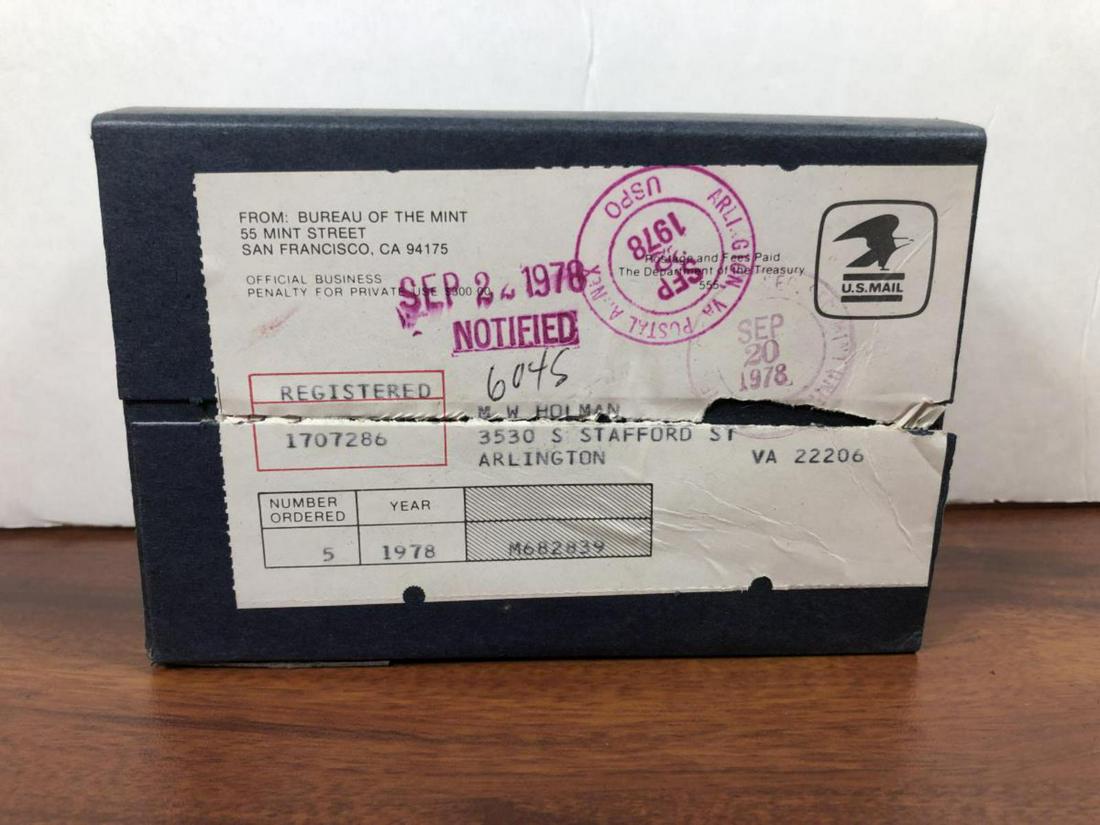 FROM: BUREAU OF THE MINT
55 MINT STREET
SAN FRANCISCO, CA 94175
OFFICIAL BUSINESS
PENALTY FOR PRIVATE USE $300.00
SEP 2 1978
NOTIFIED
6045
USPO
ARLINGTON VA POSTAL
SEP
1978
Postage and Fees Paid
The Department of the Treasury
555
U.S. MAIL
SEP
20
1978
REGISTERED
1707286
M W HOLMAN
3530 S STAFFORD ST
ARLINGTON VA 22206
NUMBER ORDERED YEAR
5 1978 M682839